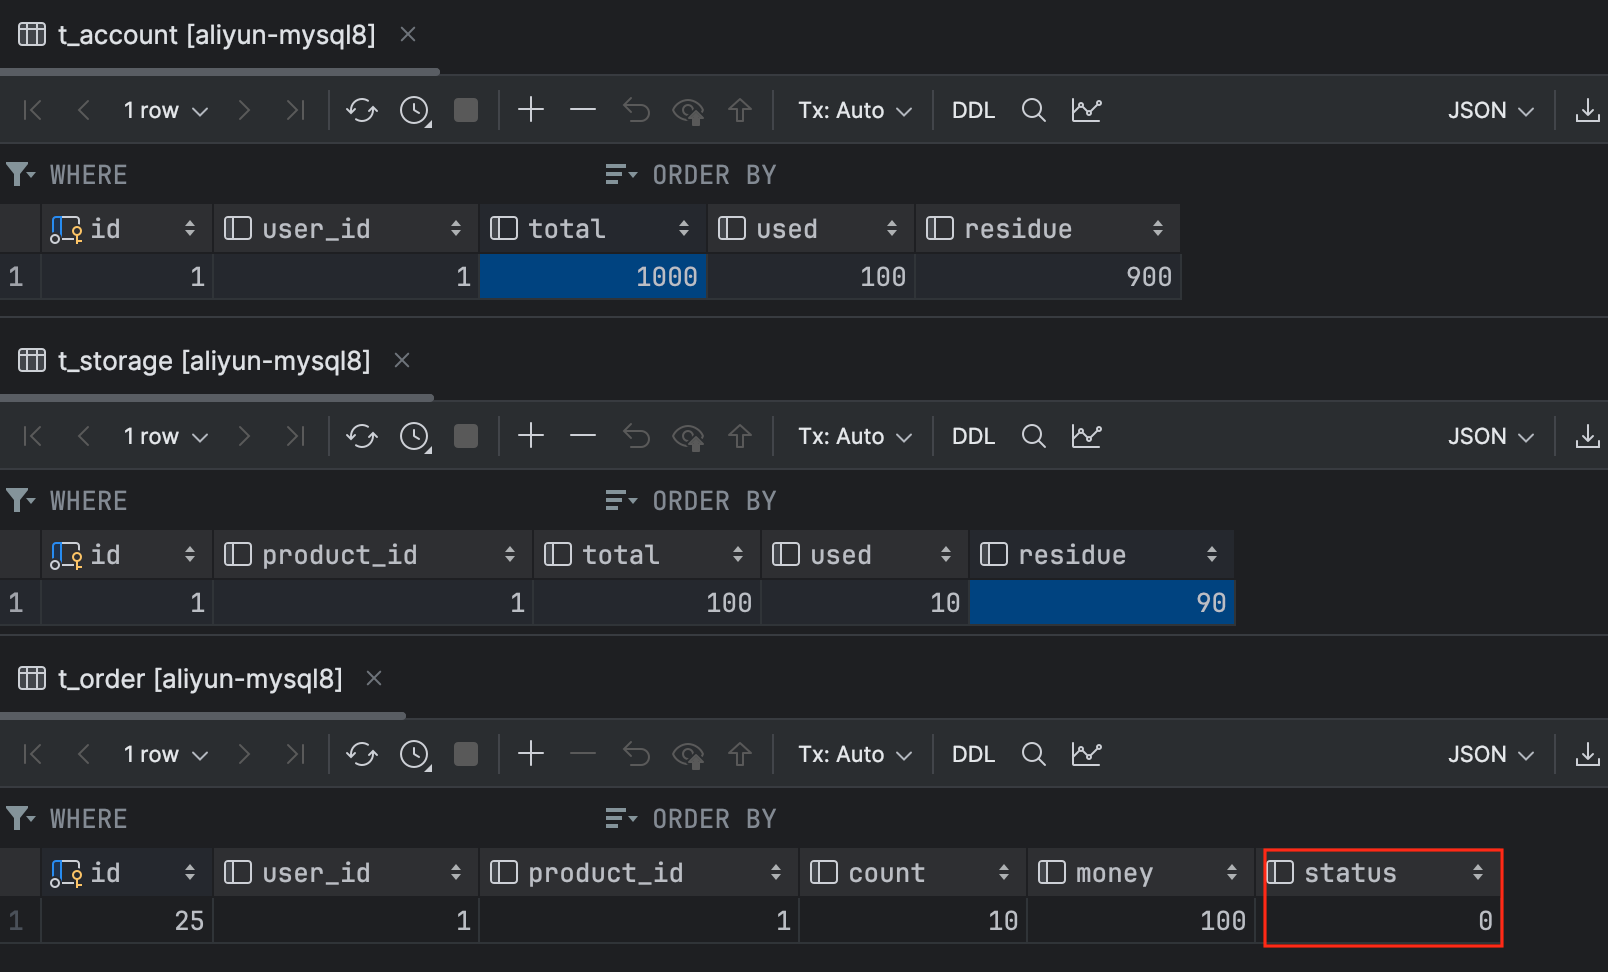 t_account [aliyun-mysql8]
1 row Tx: Auto DDL JSON
WHERE ORDER BY
id user_id total used residue
1 1 1 1000 100 900
t_storage [aliyun-mysql8]
1 row Tx: Auto DDL JSON
WHERE ORDER BY
id product_id total used residue
1 1 1 100 10 90
t_order [aliyun-mysql8]
1 row Tx: Auto DDL JSON
WHERE ORDER BY
id user_id product_id count money status
1 25 1 1 10 100 0